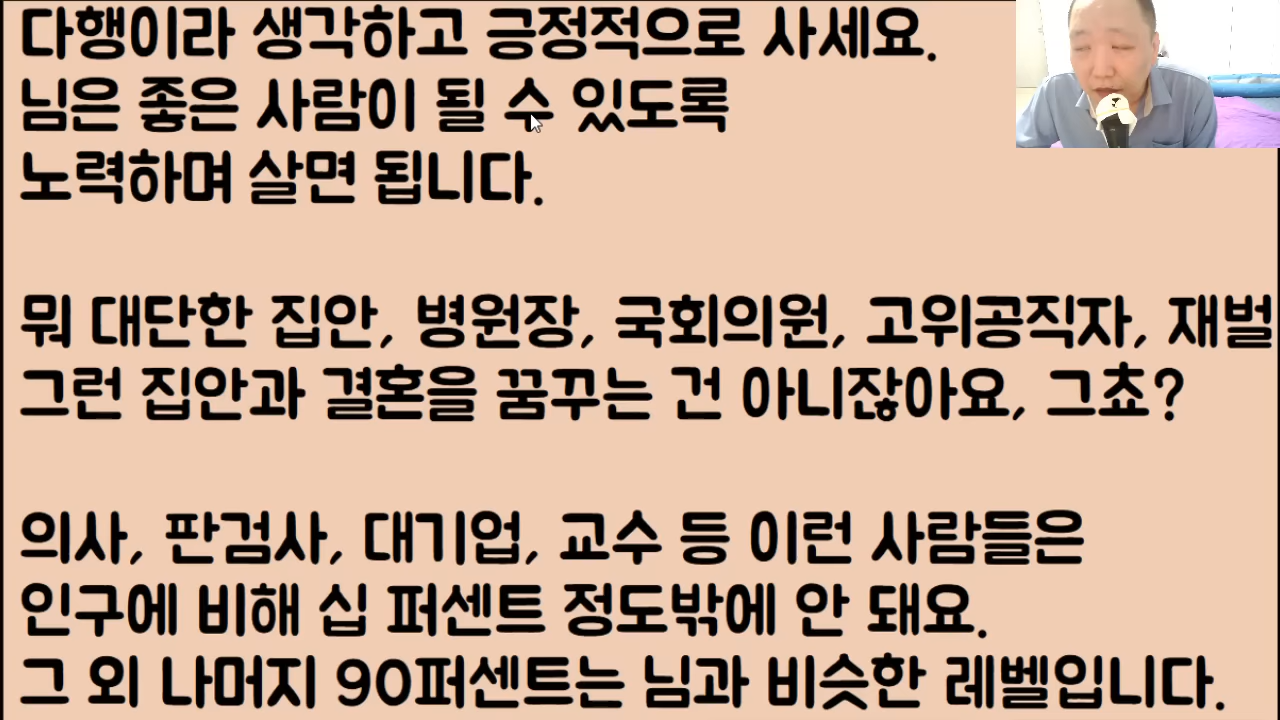 다행이라 생각하고 긍정적으로 사세요.
님은 좋은 사람이 될 수 있도록
노력하며 살면 됩니다.
뭐 대단한 집안, 병원장, 국회의원, 고위공직자, 재벌
그런 집안과 결혼을 꿈꾸는 건 아니잖아요, 그쵸?
의사, 판검사, 대기업, 교수 등 이런 사람들은
인구에 비해 십 퍼센트 정도밖에 안 돼요.
그 외 나머지 90퍼센트는 님과 비슷한 레벨입니다.